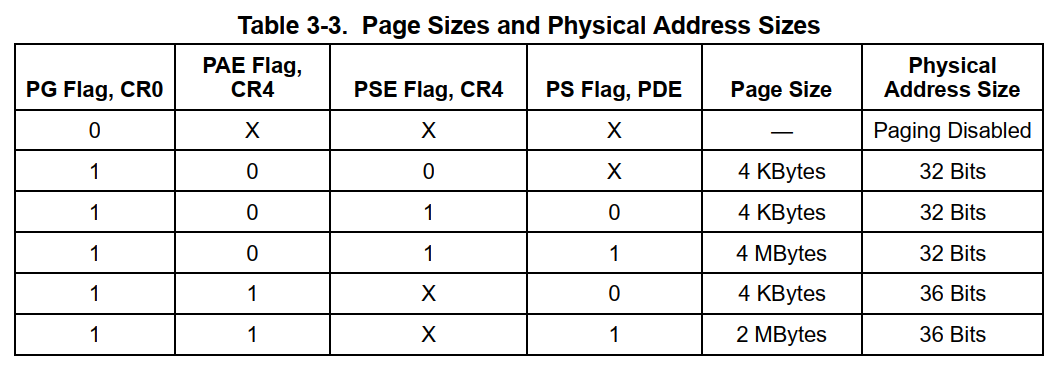 Table 3-3. Page Sizes and Physical Address Sizes
PG Flag, CR0 PAE Flag, CR4 PSE Flag, CR4 PS Flag, PDE Page Size Physical Address Size
0 X X X — Paging Disabled
1 0 0 X 4 KBytes 32 Bits
1 0 1 0 4 KBytes 32 Bits
1 0 1 1 4 MBytes 32 Bits
1 1 X 0 4 KBytes 36 Bits
1 1 X 1 2 MBytes 36 Bits